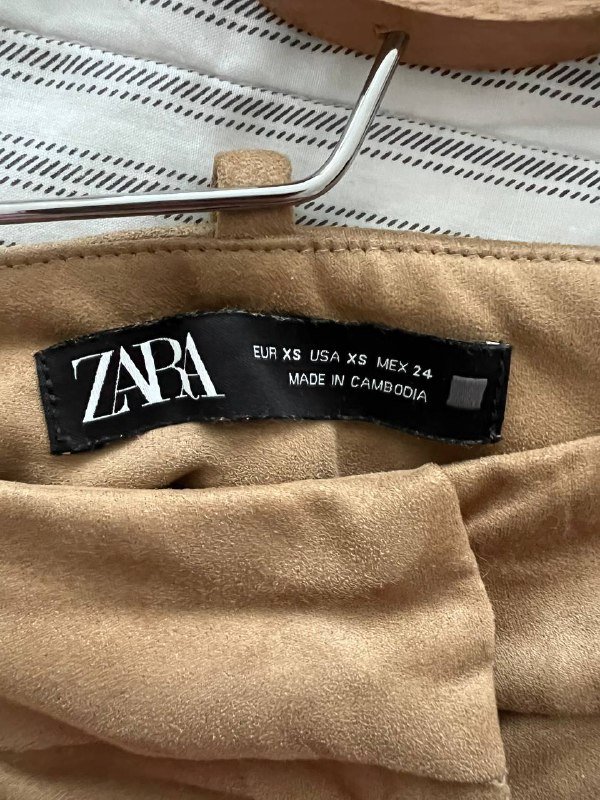 ZARA
EUR XS USA XS MEX 24
MADE IN CAMBODIA